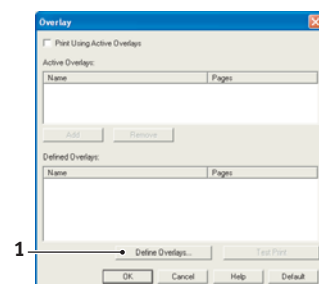 Overlay
Print Using Active Overlays
Active Overlays:
Name Pages
Add Remove
Defined Overlays:
Name Pages
1 Define Overlays... Test Print
OK Cancel Help Default